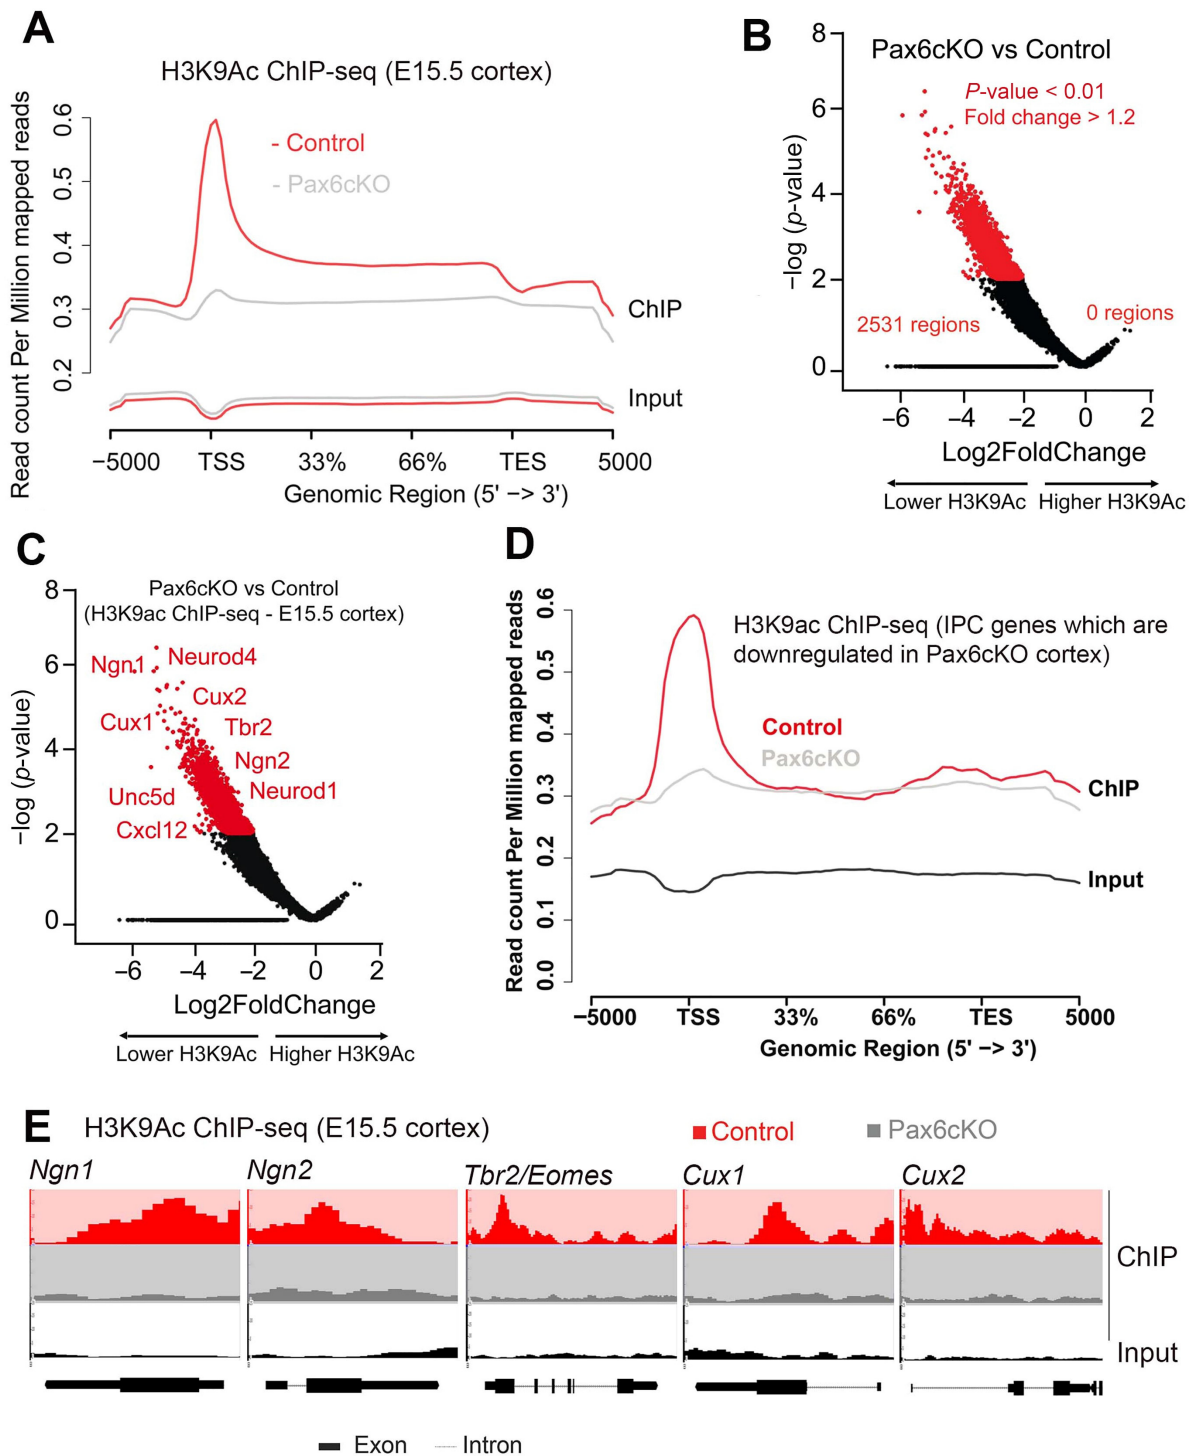 A
H3K9Ac ChIP-seq (E15.5 cortex)
Read count Per Million mapped reads
0.6
0.5
0.4
0.3
0.2
- Control
- Pax6cKO
ChIP
Input
−5000 TSS 33% 66% TES 5000
Genomic Region (5' −> 3')
B
Pax6cKO vs Control
P-value < 0.01
Fold change > 1.2
−log (p-value)
8
6
4
2
0
2531 regions
0 regions
−6 −4 −2 0 2
Log2FoldChange
Lower H3K9Ac Higher H3K9Ac
C
Pax6cKO vs Control
(H3K9ac ChIP-seq - E15.5 cortex)
−log (p-value)
8
6
4
2
0
Ngn1 Neurod4
Cux2
Cux1 Tbr2
Ngn2
Neurod1
Unc5d
Cxcl12
−6 −4 −2 0 2
Log2FoldChange
Lower H3K9Ac Higher H3K9Ac
D
H3K9ac ChIP-seq (IPC genes which are
downregulated in Pax6cKO cortex)
Read count Per Million mapped reads
0.6
0.5
0.4
0.3
0.2
0.1
0.0
Control
Pax6cKO
ChIP
Input
−5000 TSS 33% 66% TES 5000
Genomic Region (5' −> 3')
E
H3K9Ac ChIP-seq (E15.5 cortex)
Control Pax6cKO
Ngn1 Ngn2 Tbr2/Eomes Cux1 Cux2
ChIP
Input
Exon Intron